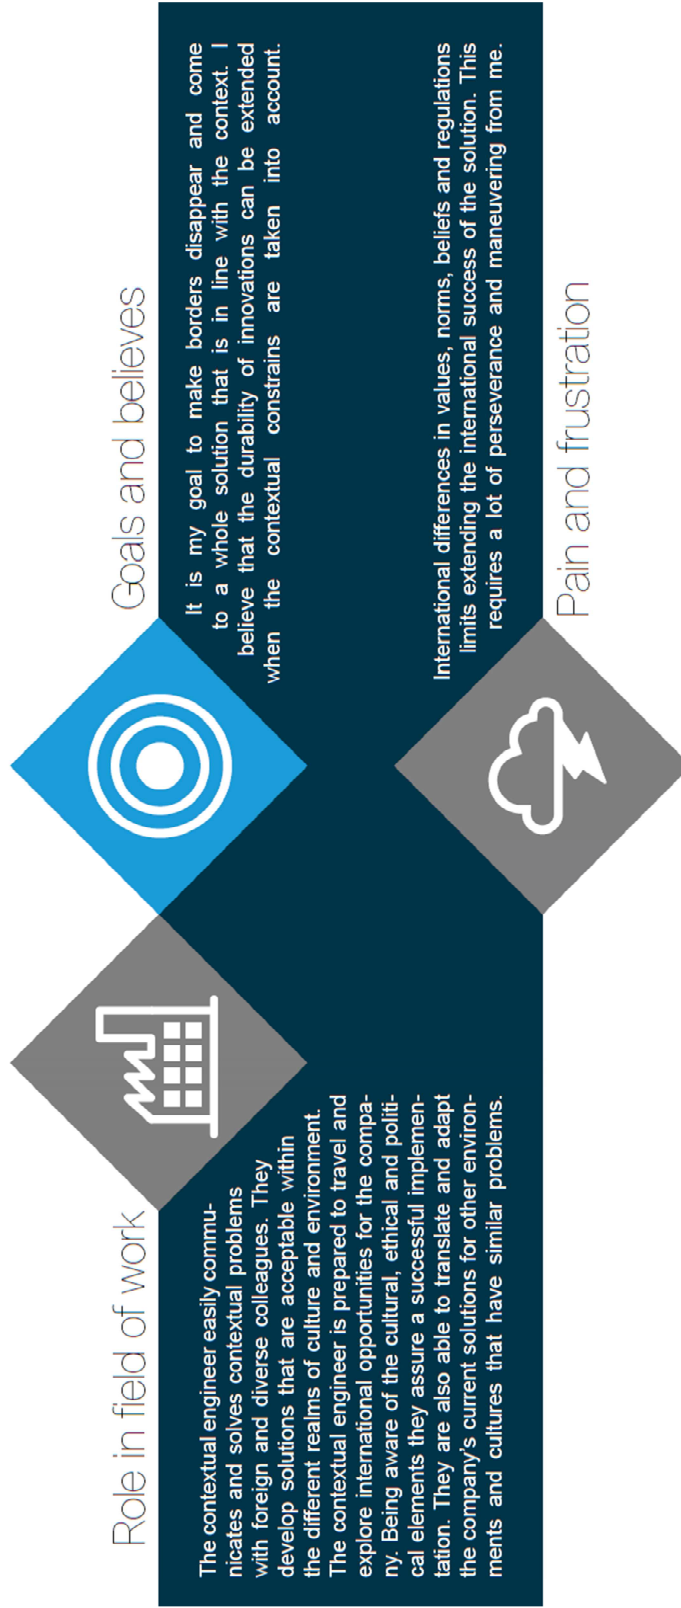 Role in field of work
The contextual engineer easily commu-
nicates and solves contextual problems
with foreign and diverse colleagues. They
develop solutions that are acceptable within
the different realms of culture and environment.
The contextual engineer is prepared to travel and
explore international opportunities for the compa-
ny. Being aware of the cultural, ethical and politi-
cal elements they assure a successful implemen-
tation. They are also able to translate and adapt
the company's current solutions for other environ-
ments and cultures that have similar problems.
Goals and believes
It is my goal to make borders disappear and come
to a whole solution that is in line with the context. I
believe that the durability of innovations can be extended
when the contextual constrains are taken into account.
International differences in values, norms, beliefs and regulations
limits extending the international success of the solution. This
requires a lot of perseverance and maneuvering from me.
Pain and frustration